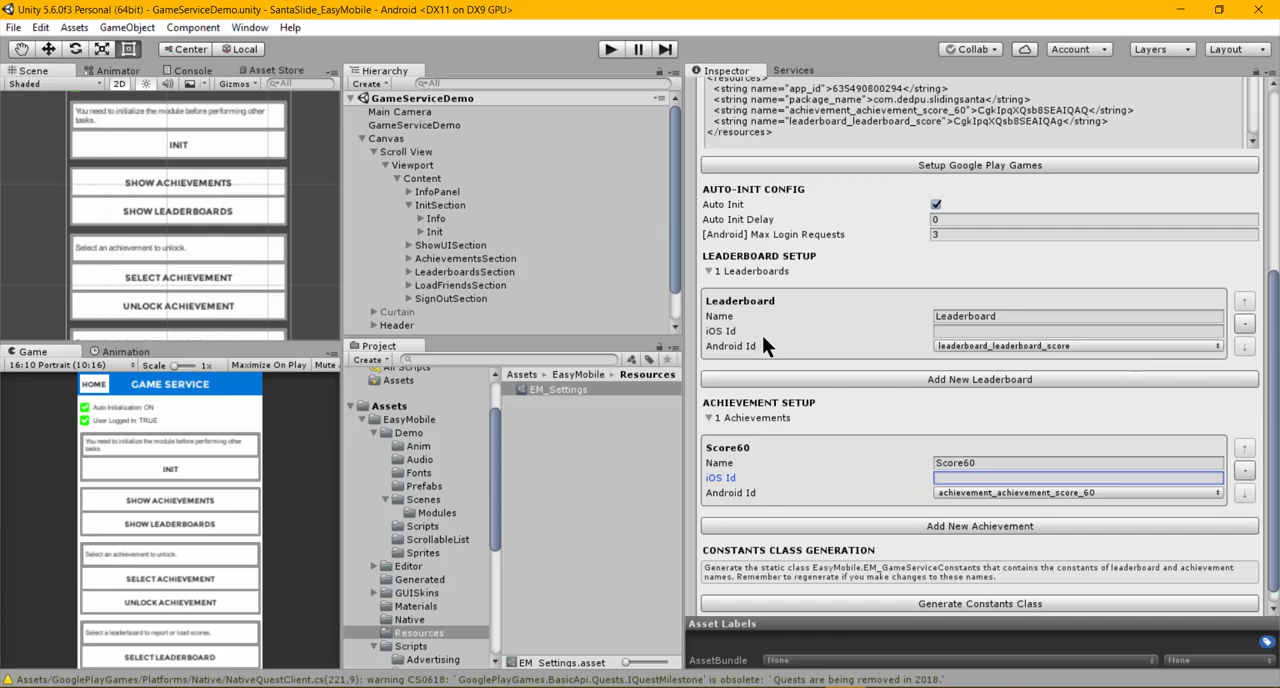 Unity 5.6.0f3 Personal (64bit) - GameServiceDemo.unity - SantaSlide_EasyMobile - Android <DX11 on DX9 GPU>
File Edit Assets GameObject Component Window Help
Center Local Collab Account Layers Layout
Scene Animator Console Asset Store
Shaded 2D Gizmos All
You need to initialize the module before performing other
tasks.
INIT
SHOW ACHIEVEMENTS
SHOW LEADERBOARDS
Select an achievement to unlock.
SELECT ACHIEVEMENT
UNLOCK ACHIEVEMENT
Game Animation
16:10 Portrait (10:16) Scale 1x Maximize On Play Mute
HOME GAME SERVICE
Auto Initialization: ON
User Logged In: TRUE
You need to initialize the module before performing other
tasks.
INIT
SHOW ACHIEVEMENTS
SHOW LEADERBOARDS
Select an achievement to unlock.
SELECT ACHIEVEMENT
UNLOCK ACHIEVEMENT
Select a leaderboard to report or load scores.
SELECT LEADERBOARD
Hierarchy
Create All
GameServiceDemo
Main Camera
GameServiceDemo
Canvas
Scroll View
Viewport
Content
InfoPanel
InitSection
Info
Init
ShowUISection
AchievementsSection
LeaderboardsSection
LoadFriendsSection
SignOutSection
Curtain
Header
Project
Create
Assets
Assets
EasyMobile
Demo
Anim
Audio
Fonts
Prefabs
Scenes
Modules
Scripts
ScrollableList
Sprites
Editor
Generated
GUISkins
Materials
Native
Resources
Scripts
Advertising
Assets EasyMobile Resources
EM_Settings
EM_Settings.asset
Inspector Services
<resources>
<string name="app_id">635490800294</string>
<string name="package_name">com.dedpu.slidingsanta</string>
<string name="achievement_achievement_score_60">CgkIpqXQsb8SEAIQAQ</string>
<string name="leaderboard_leaderboard_score">CgkIpqXQsb8SEAIQAg</string>
</resources>
Setup Google Play Games
AUTO-INIT CONFIG
Auto Init
Auto Init Delay 0
[Android] Max Login Requests 3
LEADERBOARD SETUP
1 Leaderboards
Leaderboard
Name Leaderboard
iOS Id
Android Id leaderboard_leaderboard_score
-
Add New Leaderboard
ACHIEVEMENT SETUP
1 Achievements
Score60
Name Score60
iOS Id
Android Id achievement_achievement_score_60
-
Add New Achievement
CONSTANTS CLASS GENERATION
Generate the static class EasyMobile.EM_GameServiceConstants that contains the constants of leaderboard and achievement
names. Remember to regenerate if you make changes to these names.
Generate Constants Class
Asset Labels
AssetBundle None None
Assets/GooglePlayGames/Platforms/Native/NativeQuestClient.cs(221,9): warning CS0618: `GooglePlayGames.BasicApi.Quests.IQuestMilestone' is obsolete: `Quests are being removed in 2018.'